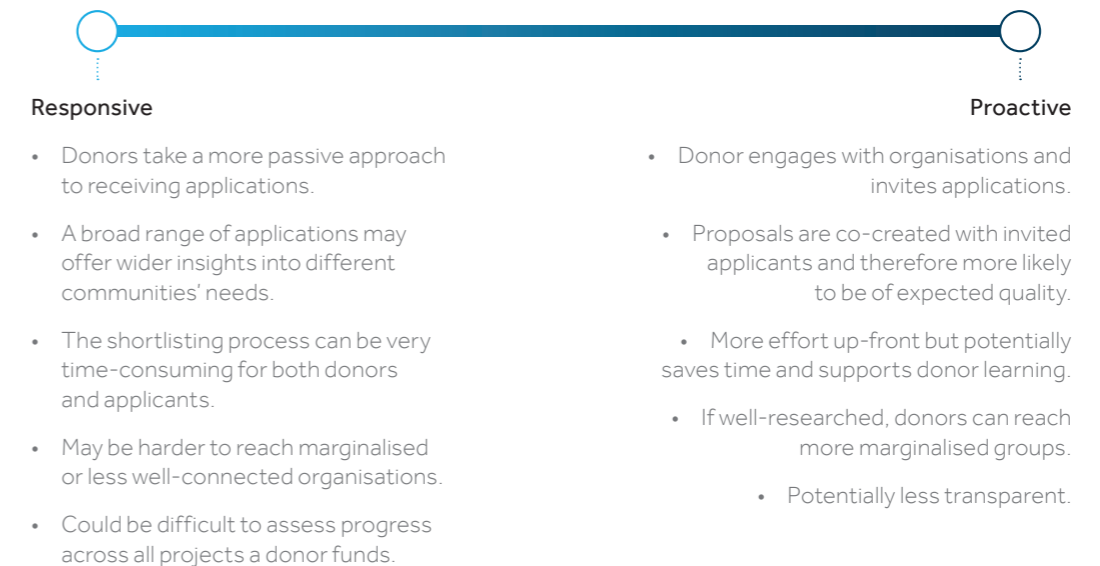 Responsive
• Donors take a more passive approach
to receiving applications.
• A broad range of applications may
offer wider insights into different
communities' needs.
• The shortlisting process can be very
time-consuming for both donors
and applicants.
• May be harder to reach marginalised
or less well-connected organisations.
• Could be difficult to assess progress
across all projects a donor funds.
Proactive
• Donor engages with organisations and
invites applications.
• Proposals are co-created with invited
applicants and therefore more likely
to be of expected quality.
• More effort up-front but potentially
saves time and supports donor learning.
• If well-researched, donors can reach
more marginalised groups.
• Potentially less transparent.